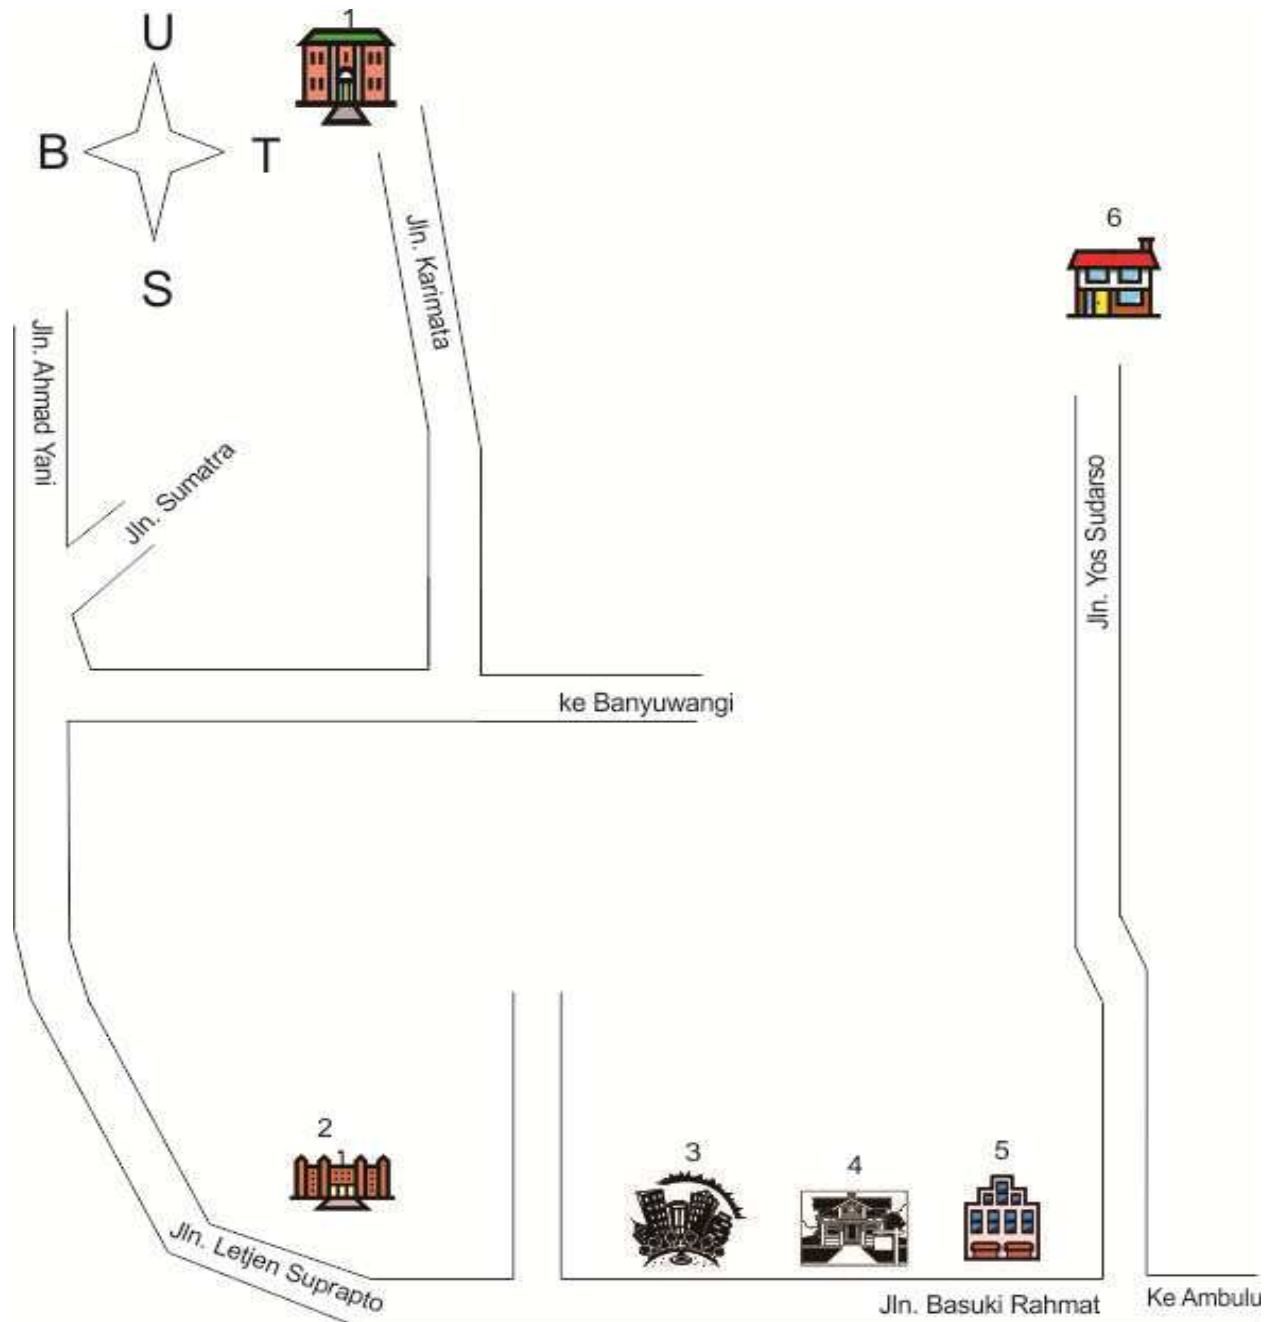 1
U
B
T
S
Jln. Karimata
6
Jln. Ahmad Yani
Jln. Sumatra
Jln. Yos Sudarso
ke Banyuwangi
2
1
3
4
5
Jln. Letjen Suprapto
Jln. Basuki Rahmat
Ke Ambulu